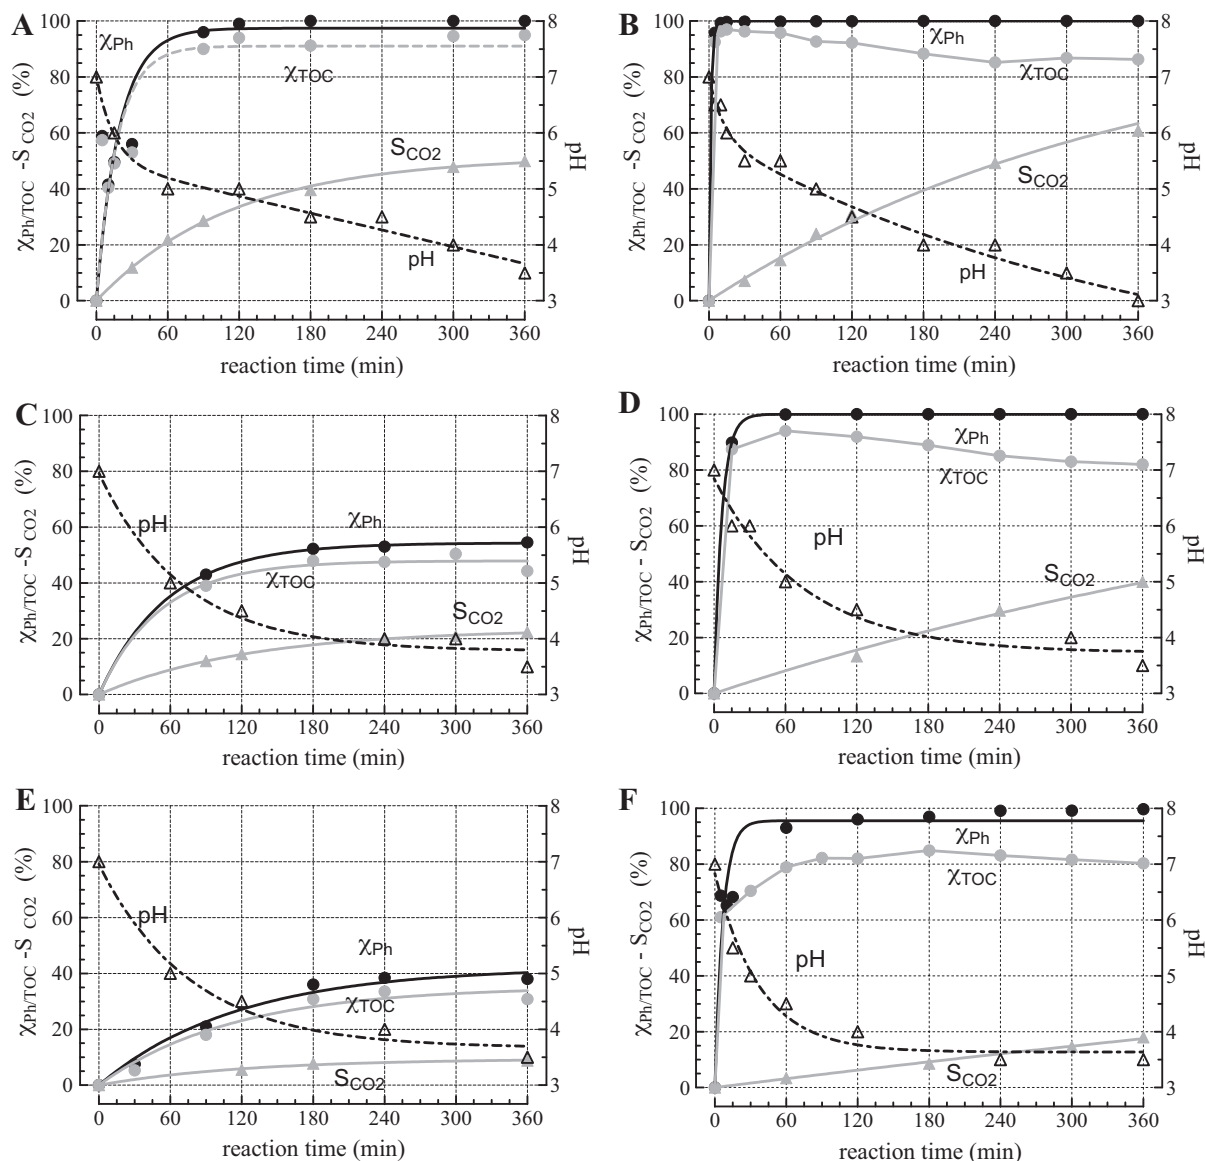 A
100
80
60
40
20
0
χPh/TOC -S CO2 (%)
χPh
χTOC
SCO2
pH
8
7
6
5
4
3
pH
0 60 120 180 240 300 360
reaction time (min)
B
100
80
60
40
20
0
χPh/TOC -S CO2 (%)
χPh
χTOC
SCO2
pH
8
7
6
5
4
3
pH
0 60 120 180 240 300 360
reaction time (min)
C
100
80
60
40
20
0
χPh/TOC -S CO2 (%)
pH
χPh
χTOC
SCO2
8
7
6
5
4
3
pH
0 60 120 180 240 300 360
reaction time (min)
D
100
80
60
40
20
0
χPh/TOC - SCO2 (%)
χPh
χTOC
pH
SCO2
8
7
6
5
4
3
pH
0 60 120 180 240 300 360
reaction time (min)
E
100
80
60
40
20
0
χPh/TOC -S CO2 (%)
pH
χPh
χTOC
SCO2
8
7
6
5
4
3
pH
0 60 120 180 240 300 360
reaction time (min)
F
100
80
60
40
20
0
χPh/TOC - SCO2 (%)
χPh
χTOC
pH
SCO2
8
7
6
5
4
3
pH
0 60 120 180 240 300 360
reaction time (min)